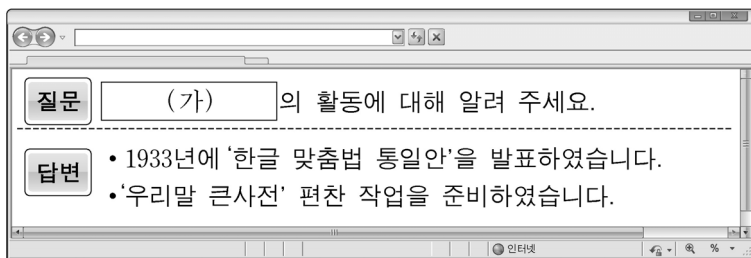 질문 (가) 의 활동에 대해 알려 주세요.
답변
• 1933년에 ‘한글 맞춤법 통일안’을 발표하였습니다.
• ‘우리말 큰사전’ 편찬 작업을 준비하였습니다.
인터넷 %